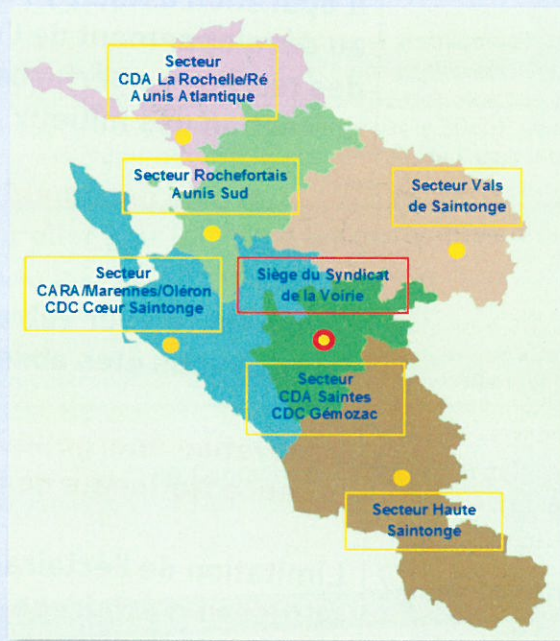 Secteur
CDA La Rochelle/Ré
Aunis Atlantique
Secteur Rochefortais
Aunis Sud
Secteur Vals
de Saintonge
Secteur
CARA/Marennes/Oléron
CDC Cœur Saintonge
Siège du Syndicat
de la Voirie
Secteur
CDA Saintes
CDC Gémozac
Secteur Haute
Saintonge